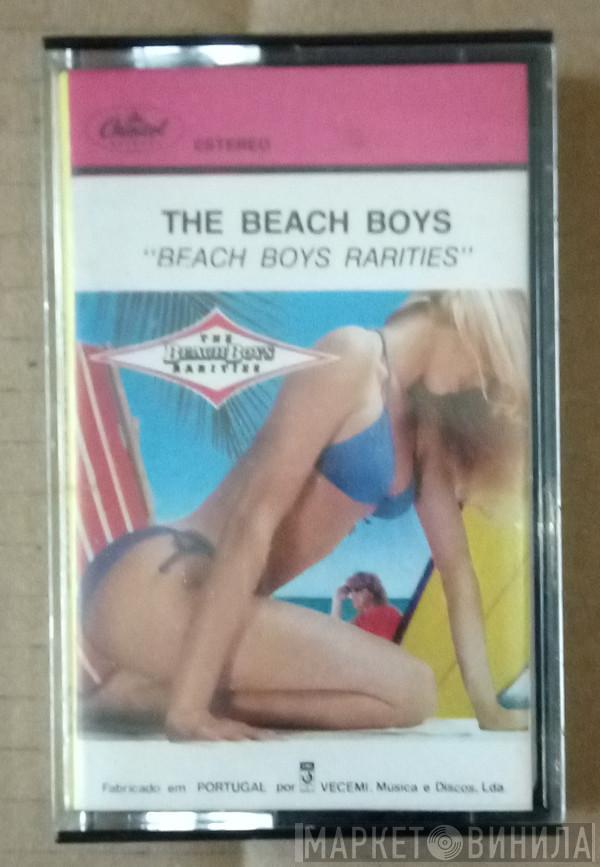 Capitol
ESTEREO
THE BEACH BOYS
"BEACH BOYS RARITIES"
THE
BEACH BOYS
RARITIES
Fabricado em PORTUGAL por VECEMI. Musica e Discos, Lda.
МАРКЕТ ВИНИЛА